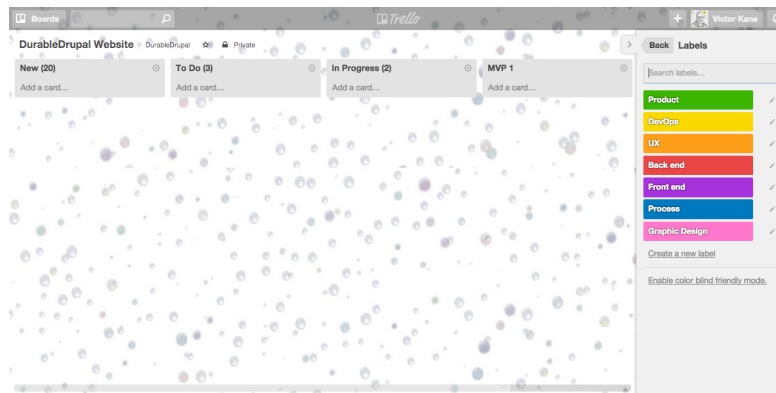 Boards
Trello
Victor Kane
DurableDrupal Website DurableDrupal Private
Back Labels
New (20)
Add a card...
To Do (3)
Add a card...
In Progress (2)
Add a card...
MVP 1
Add a card...
Search labels...
Product
DevOps
UX
Back end
Front end
Process
Graphic Design
Create a new label
Enable color blind friendly mode.